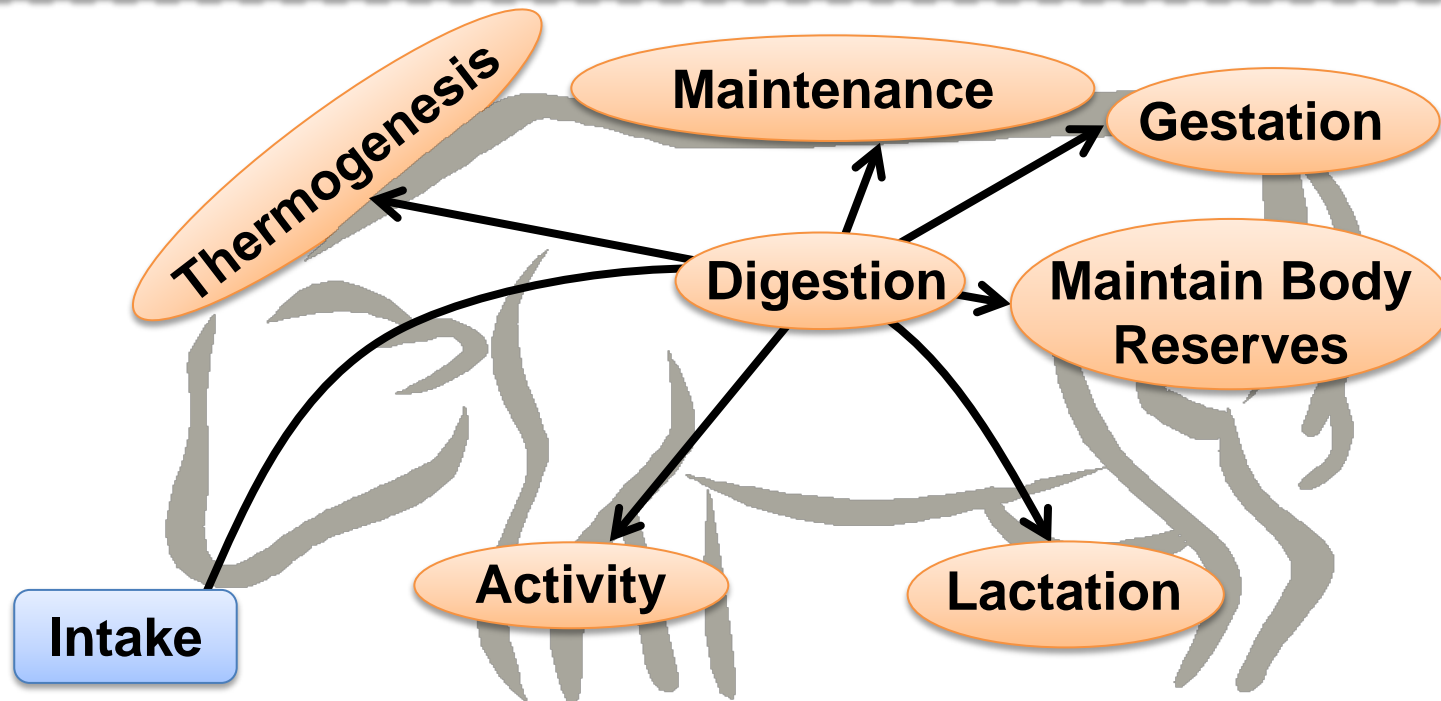 Thermogenesis
Maintenance
Gestation
Digestion
Maintain Body
Reserves
Activity
Lactation
Intake